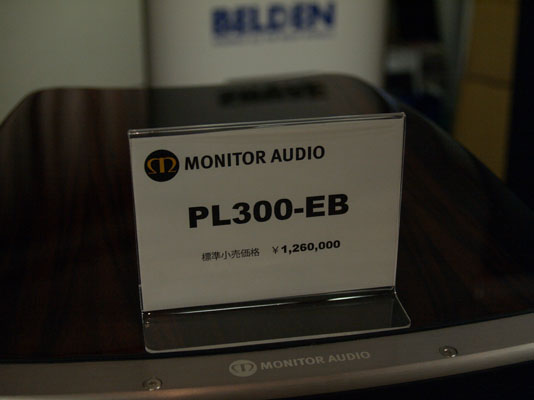 BELDEN
MONITOR AUDIO
PL300-EB
標準小売価格 ¥1,260,000
MONITOR AUDIO